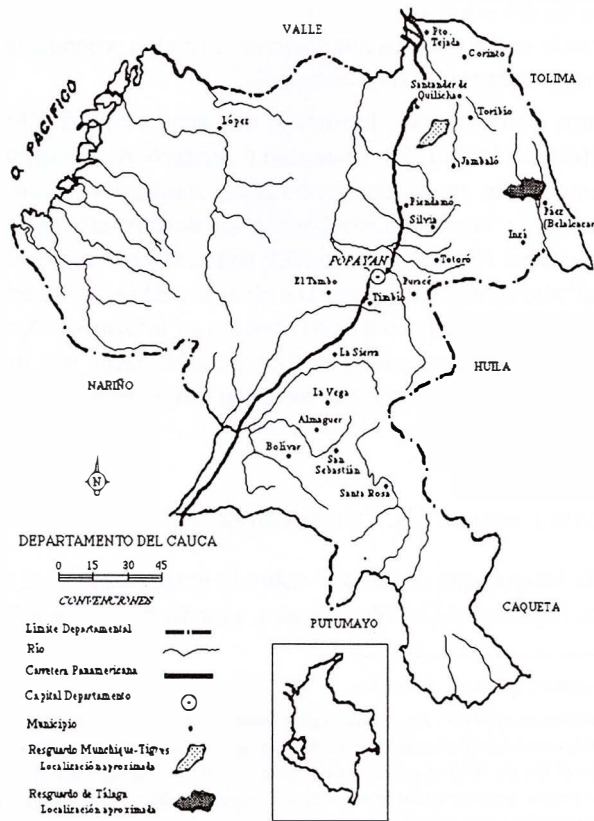 VALLE
Pto.
Tejada
Corinto
TOLIMA
O. PACIFICO
Santander
de Quilichao
López
Toribío
Jambaló
Piendamó
Silvia
Páez
(Belalcazar)
Inzá
POPAYAN
Totoró
El Tambo
Puracé
Timbío
La Sierra
HUILA
NARIÑO
La Vega
Almaguer
Bolívar
San
Sebastián
N
Santa Rosa
DEPARTAMENTO DEL CAUCA
0 15 30 45
CONVENCIONES
CAQUETA
PUTUMAYO
Límite Departamental
Río
Carretera Panamericana
Capital Departamento
Municipio
Resguardo Munchique-Tigres
Localización aproximada
Resguardo de Tálaga
Localización aproximada